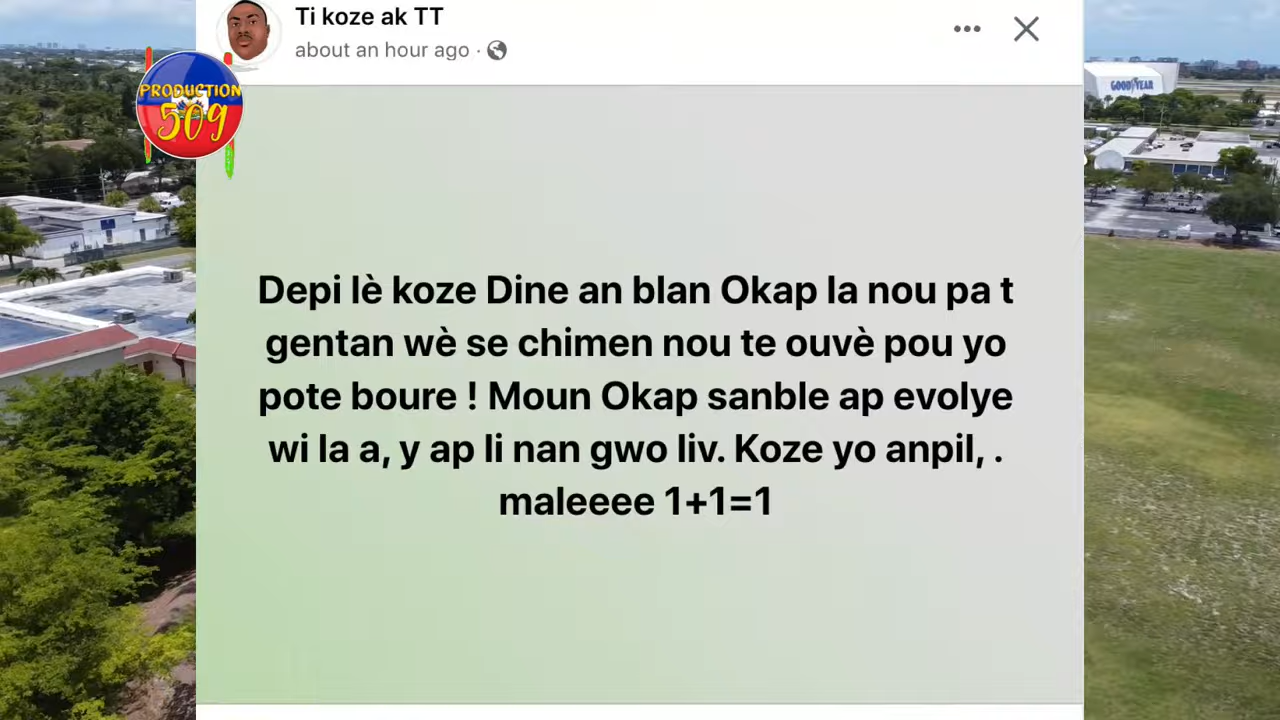 Ti koze ak TT
about an hour ago ·
PRODUCTION
509
GOODYEAR
Depi lè koze Dine an blan Okap la nou pa t
gentan wè se chimen nou te ouvè pou yo
pote boure ! Moun Okap sanble ap evolye
wi la a, y ap li nan gwo liv. Koze yo anpil, .
maleeee 1+1=1